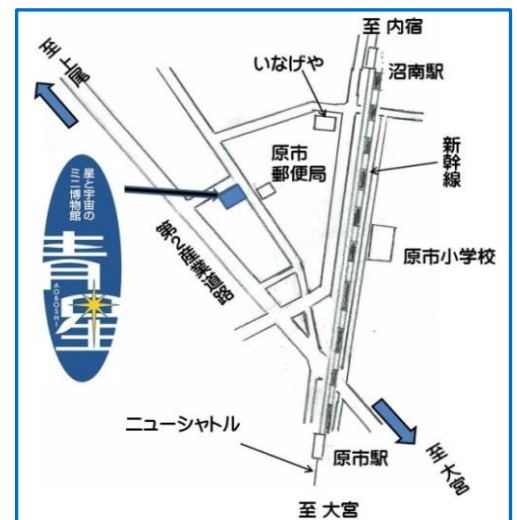 至 内宿
至上尾
いなげや
沼南駅
新幹線
原市
郵便局
星と宇宙の
ミニ博物館
青星
AOBOSHI
第2産業道路
原市小学校
ニューシャトル
原市駅
至大宮
至 大宮